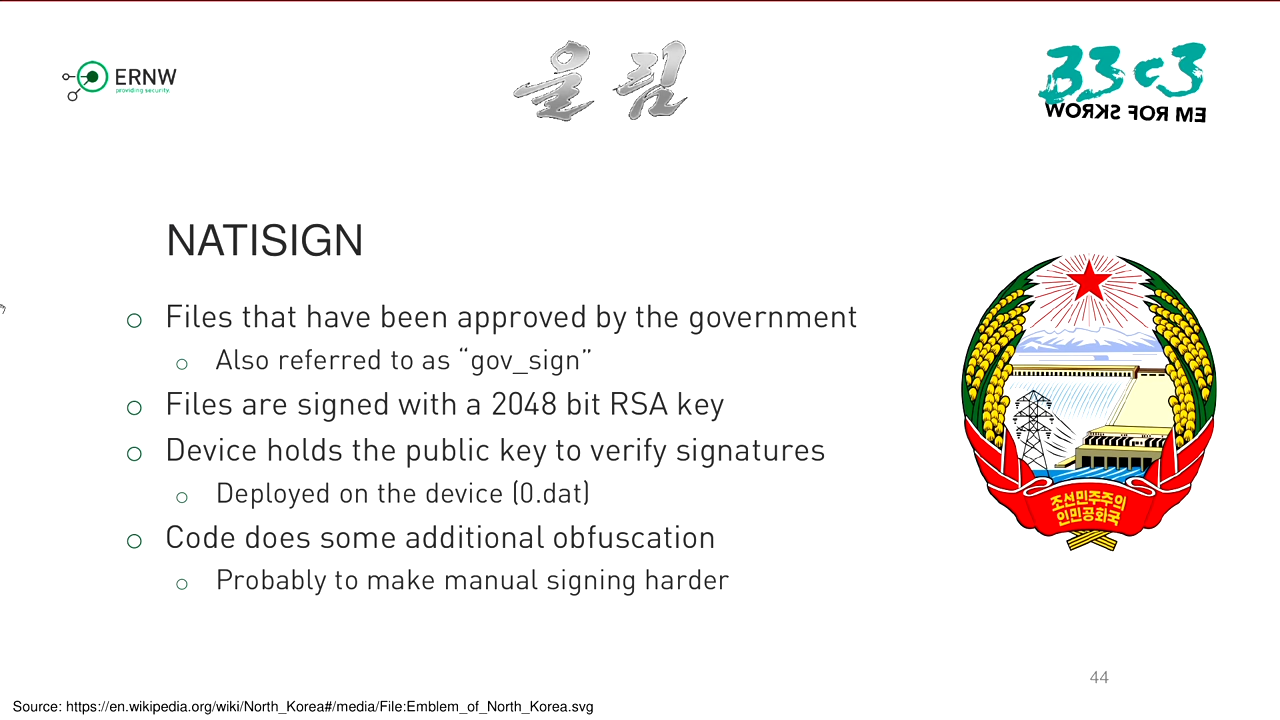 ERNW
providing security.
울림
33c3
WORKS FOR ME
NATISIGN
Files that have been approved by the government
Also referred to as “gov_sign”
Files are signed with a 2048 bit RSA key
Device holds the public key to verify signatures
Deployed on the device (0.dat)
Code does some additional obfuscation
Probably to make manual signing harder
조선민주주의
인민공화국
44
Source: https://en.wikipedia.org/wiki/North_Korea#/media/File:Emblem_of_North_Korea.svg